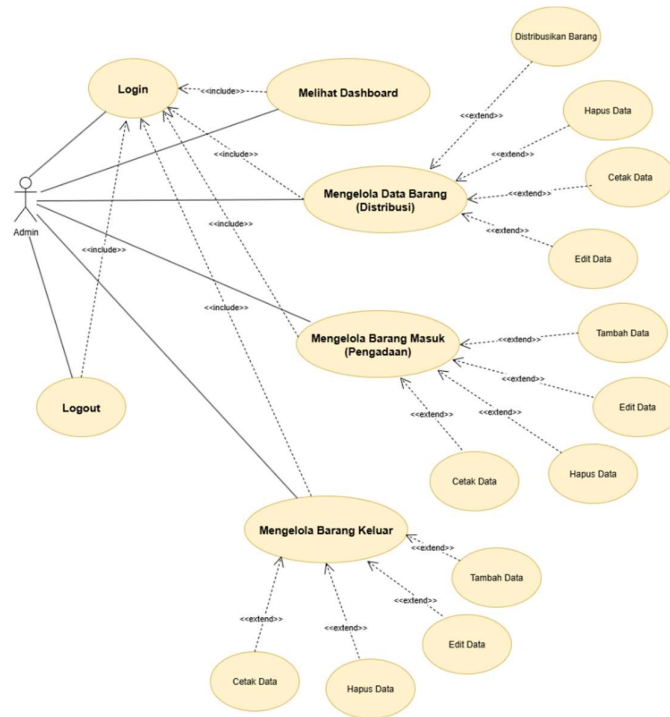 Distribusikan Barang
<<extend>>
Login
<<include>>
Melihat Dashboard
Hapus Data
<<extend>>
<<include>>
Cetak Data
<<extend>>
Mengelola Data Barang
(Distribusi)
<<extend>>
Edit Data
Admin
<<include>>
<<include>>
<<include>>
Mengelola Barang Masuk
(Pengadaan)
<<extend>>
Tambah Data
<<extend>>
Edit Data
<<extend>>
<<extend>>
Hapus Data
Cetak Data
Logout
Mengelola Barang Keluar
<<extend>>
Tambah Data
<<extend>>
Edit Data
<<extend>>
<<extend>>
Cetak Data
Hapus Data